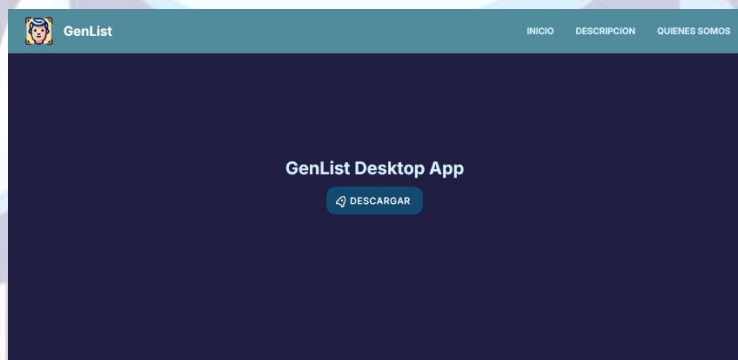 GenList
INICIO DESCRIPCION QUIENES SOMOS
GenList Desktop App
DESCARGAR